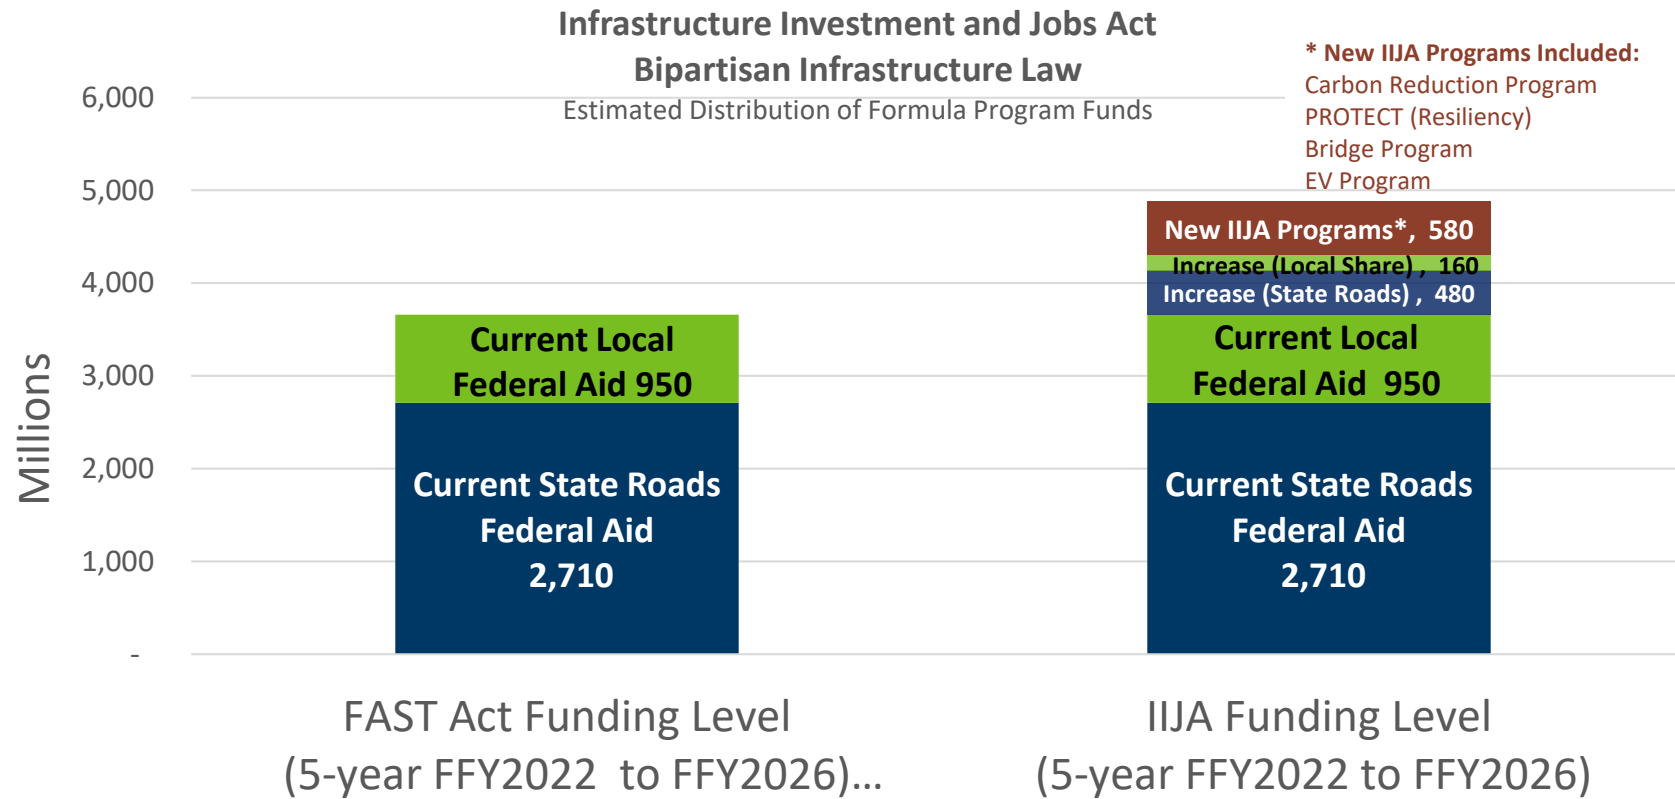 Infrastructure Investment and Jobs Act
Bipartisan Infrastructure Law
Estimated Distribution of Formula Program Funds
* New IIJA Programs Included:
Carbon Reduction Program
PROTECT (Resiliency)
Bridge Program
EV Program
Millions
6,000
5,000
4,000
3,000
2,000
1,000
-
Current Local
Federal Aid 950
Current State Roads
Federal Aid
2,710
New IIJA Programs*, 580
Increase (Local Share) , 160
Increase (State Roads) , 480
Current Local
Federal Aid 950
Current State Roads
Federal Aid
2,710
FAST Act Funding Level
(5-year FFY2022 to FFY2026)...
IIJA Funding Level
(5-year FFY2022 to FFY2026)